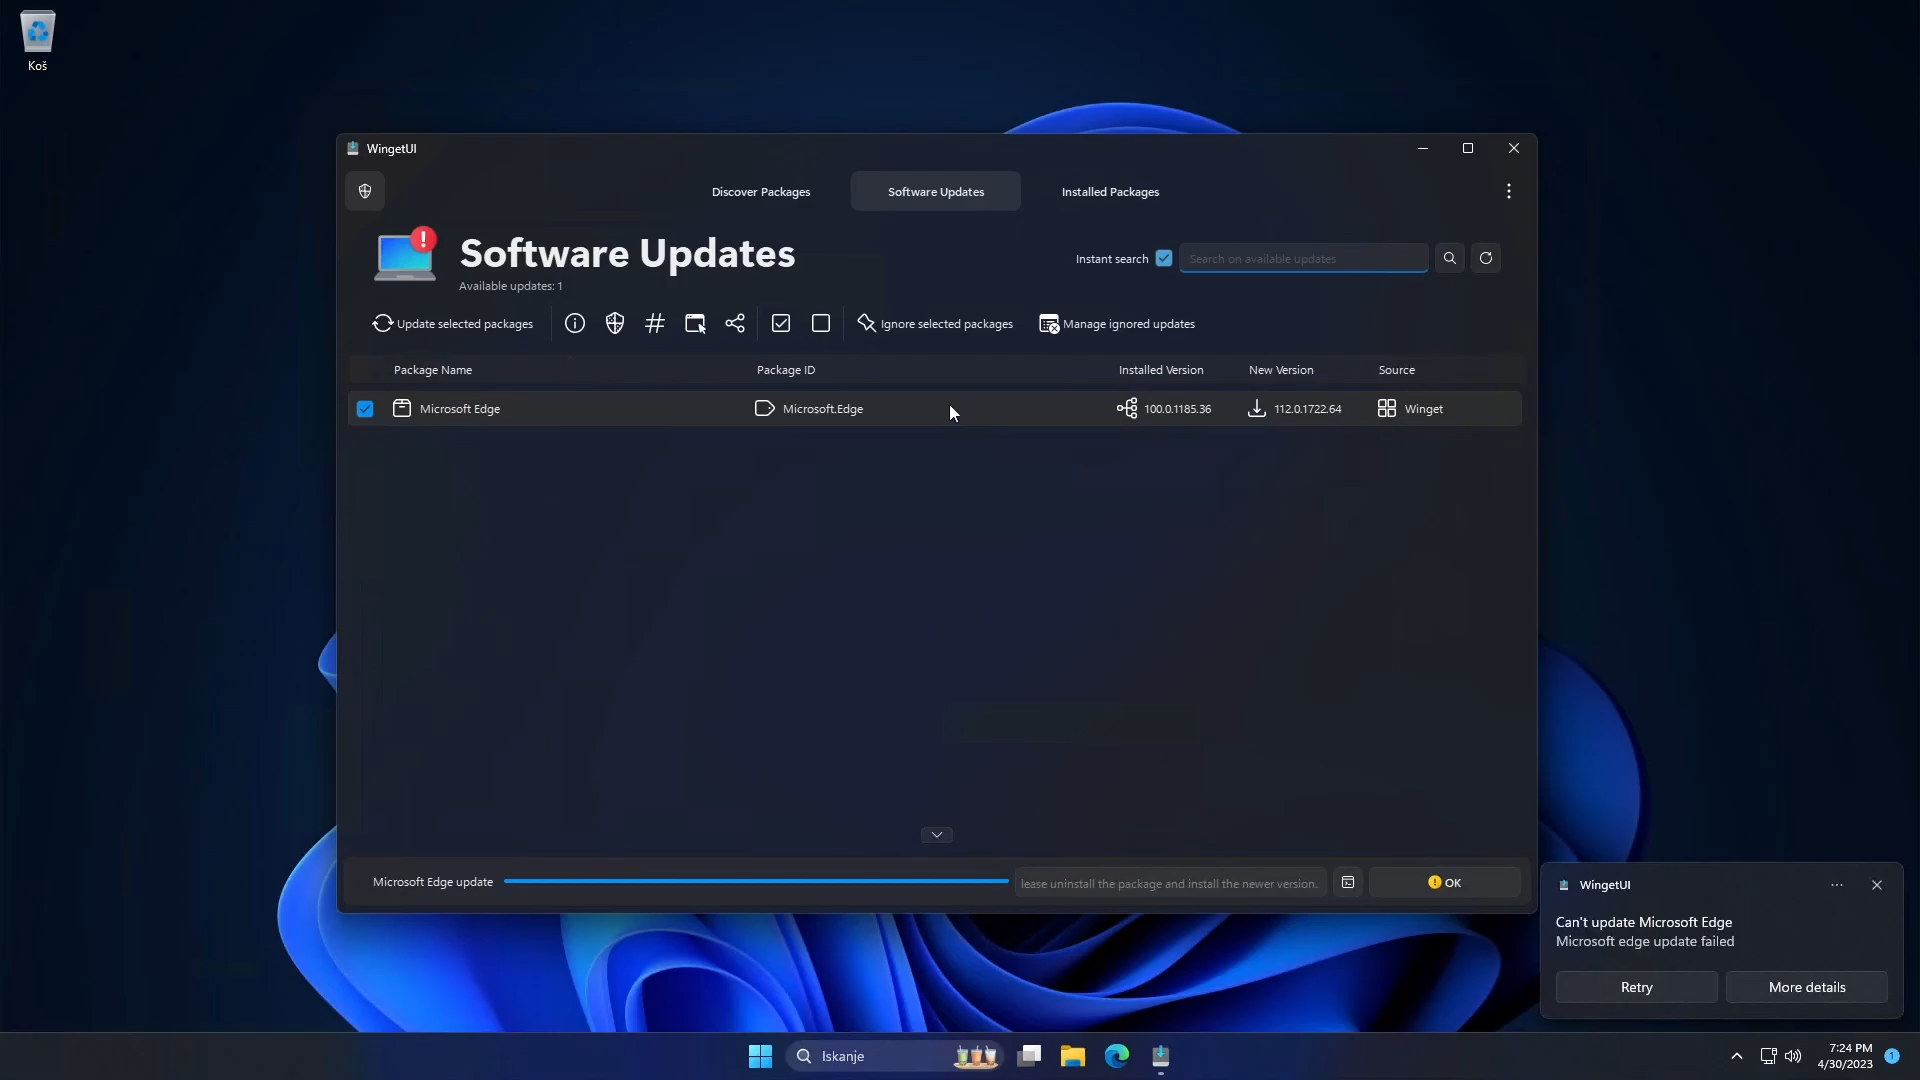 Koš
WingetUI
Discover Packages
Software Updates
Installed Packages
Software Updates
Available updates: 1
Instant search
Search on available updates
Update selected packages
Ignore selected packages
Manage ignored updates
Package Name
Package ID
Installed Version
New Version
Source
Microsoft Edge
Microsoft.Edge
100.0.1185.36
112.0.1722.64
Winget
Microsoft Edge update
lease uninstall the package and install the newer version.
OK
WingetUI
Can't update Microsoft Edge
Microsoft edge update failed
Retry
More details
Iskanje
7:24 PM
4/30/2023
1